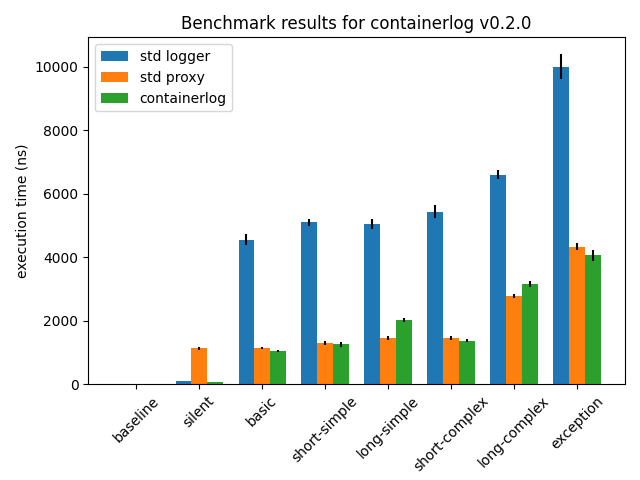 Benchmark results for containerlog v0.2.0
std logger
std proxy
containerlog
execution time (ns)
10000
8000
6000
4000
2000
0
baseline
silent
basic
short-simple
long-simple
short-complex
long-complex
exception